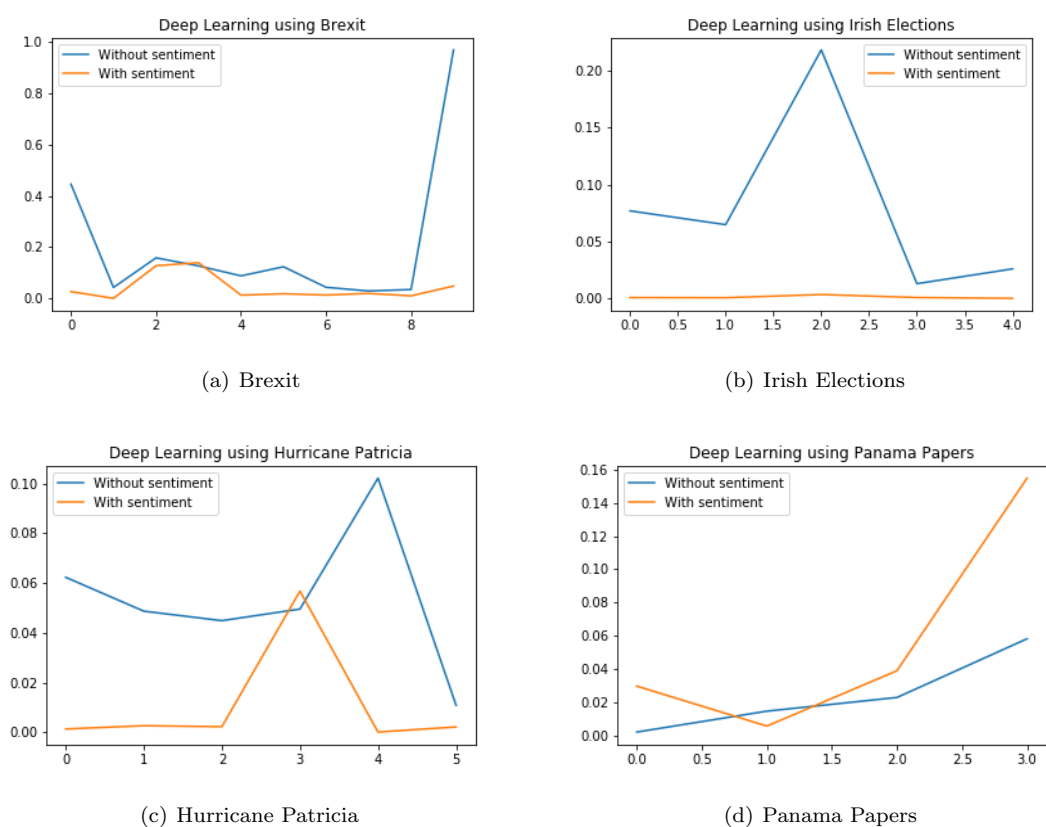 Deep Learning using Brexit
Without sentiment
With sentiment
1.0
0.8
0.6
0.4
0.2
0.0
0 2 4 6 8
(a) Brexit
Deep Learning using Irish Elections
Without sentiment
With sentiment
0.20
0.15
0.10
0.05
0.00
0.0 0.5 1.0 1.5 2.0 2.5 3.0 3.5 4.0
(b) Irish Elections
Deep Learning using Hurricane Patricia
Without sentiment
With sentiment
0.10
0.08
0.06
0.04
0.02
0.00
0 1 2 3 4 5
(c) Hurricane Patricia
Deep Learning using Panama Papers
Without sentiment
With sentiment
0.16
0.14
0.12
0.10
0.08
0.06
0.04
0.02
0.00
0.0 0.5 1.0 1.5 2.0 2.5 3.0
(d) Panama Papers